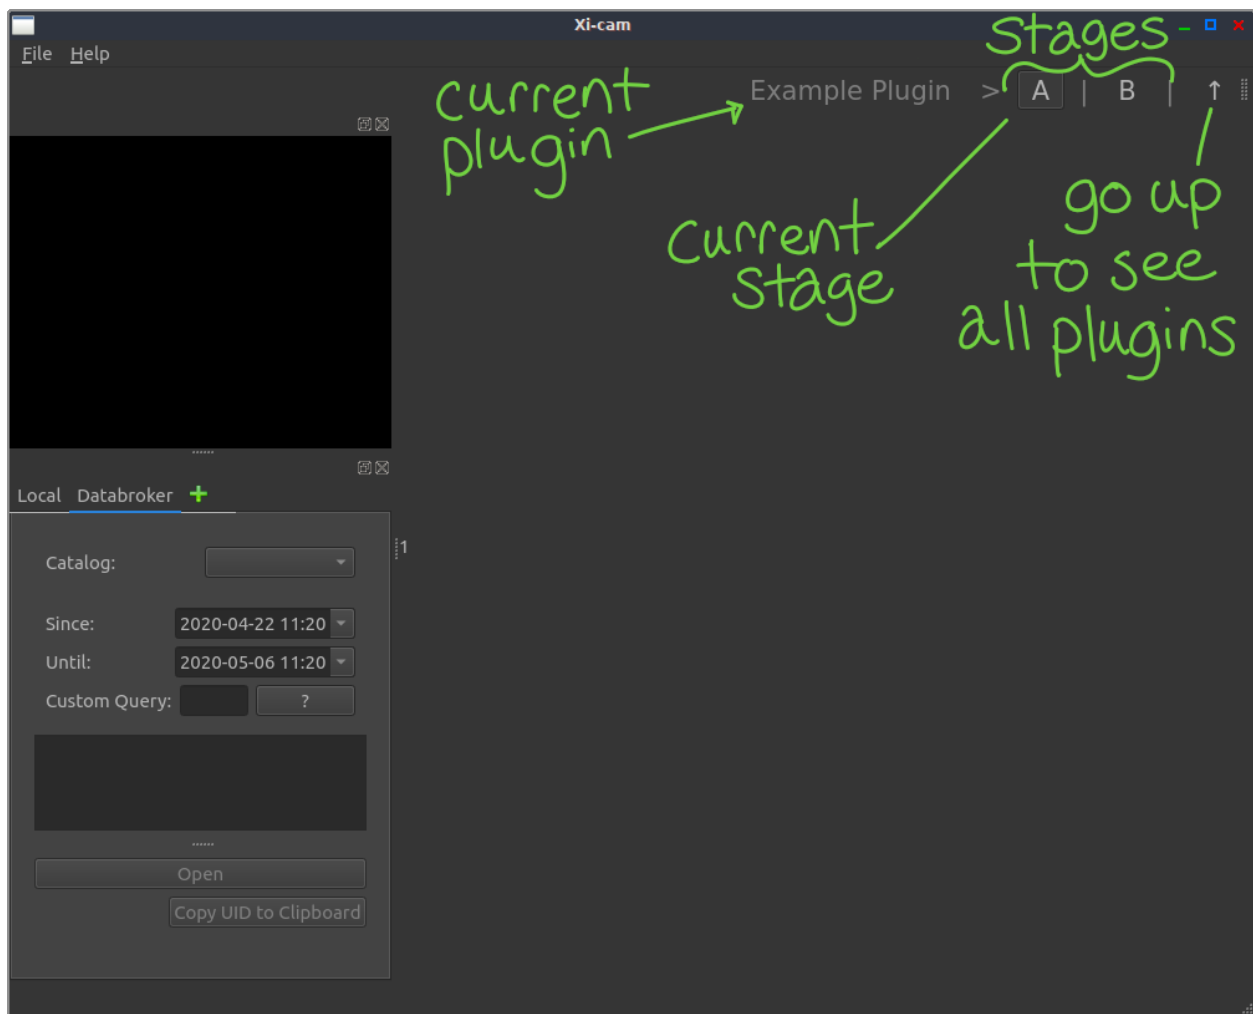 Xi-cam
File Help
stages
current
plugin
Example Plugin > A | B | ↑
current
stage
go up
to see
all plugins
Local Databroker +
1
Catalog:
Since: 2020-04-22 11:20
Until: 2020-05-06 11:20
Custom Query: ?
Open
Copy UID to Clipboard